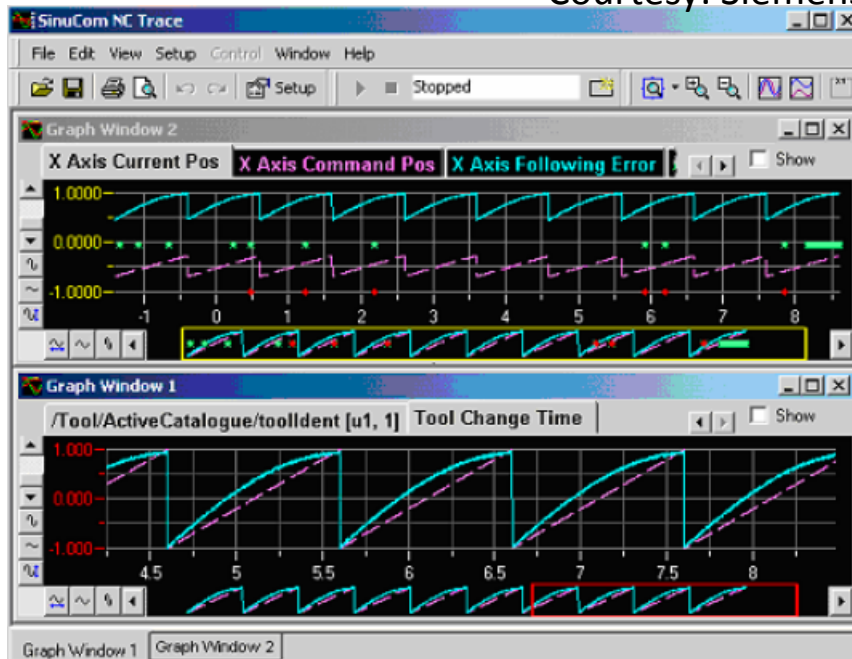 Courtesy: Siemens
SinuCom NC Trace
File Edit View Setup Control Window Help
Setup Stopped
Graph Window 2
X Axis Current Pos X Axis Command Pos X Axis Following Error Show
1.0000
0.0000
-1.0000
-1 0 1 2 3 4 5 6 7 8
Graph Window 1
/Tool/ActiveCatalogue/toolIdent [u1, 1] Tool Change Time Show
1.000
0.000
-1.000
4.5 5 5.5 6 6.5 7 7.5 8
Graph Window 1 Graph Window 2